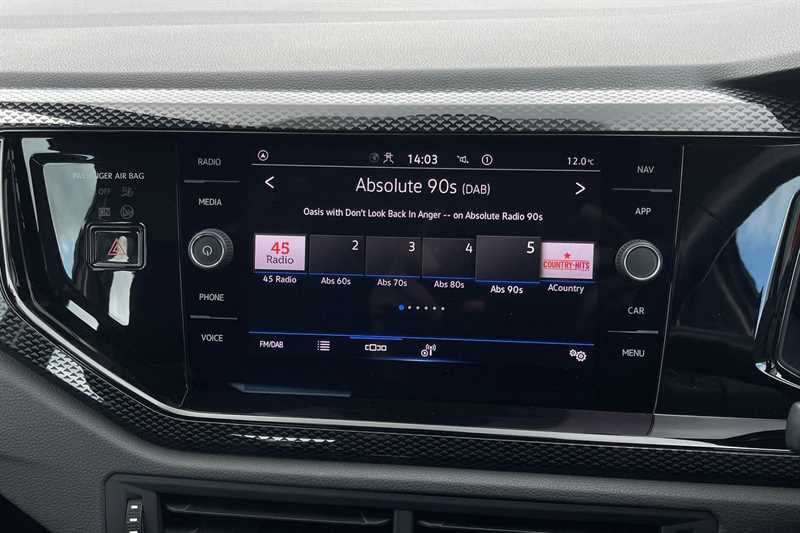 PASSENGER AIR BAG
OFF
RADIO
MEDIA
PHONE
VOICE
14:03
1
12.0°C
< Absolute 90s (DAB) >
Oasis with Don't Look Back In Anger -- on Absolute Radio 90s
45
Radio
2
3
4
5
COUNTRY-HITS
45 Radio
Abs 60s
Abs 70s
Abs 80s
Abs 90s
ACountry
FM/DAB
NAV
APP
CAR
MENU